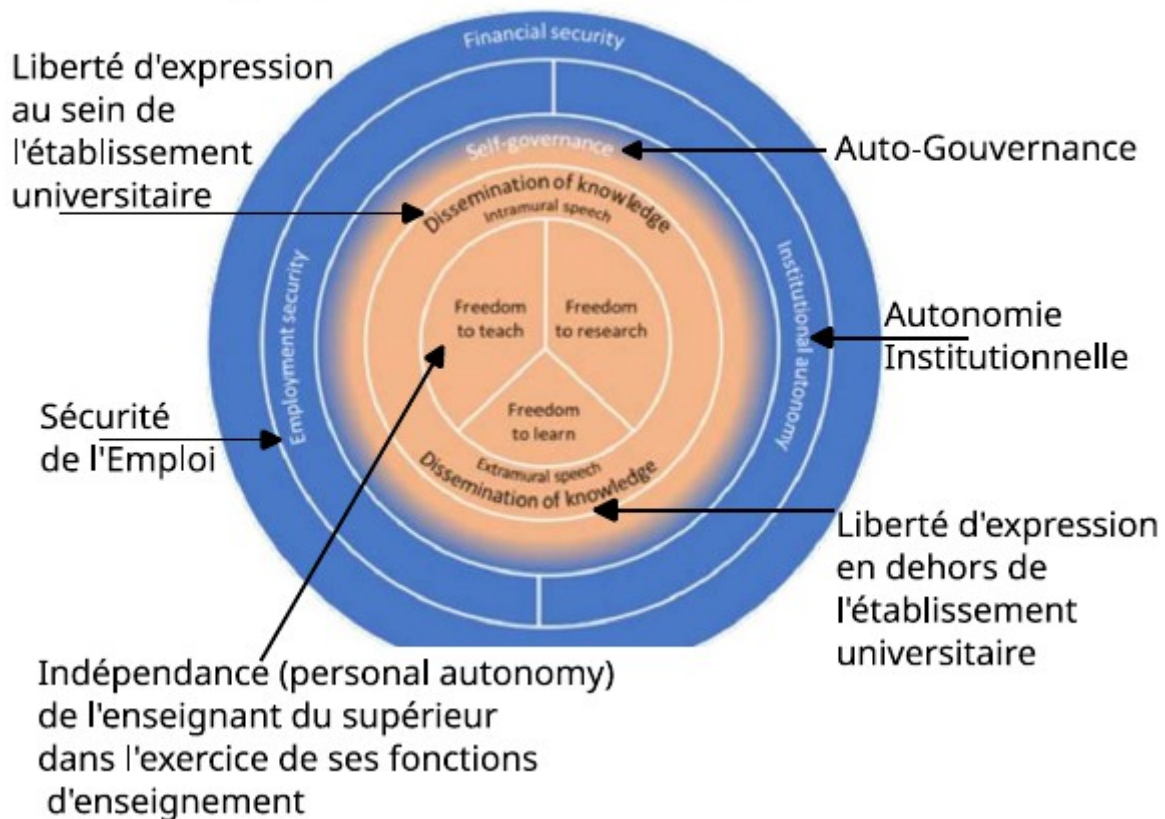 Financial security
Liberté d'expression
au sein de
l'établissement
universitaire
Self-governance
Auto-Gouvernance
Dissemination of knowledge
Intramural speech
Employment security
Institutional autonomy
Freedom
to teach
Freedom
to research
Autonomie
Institutionnelle
Sécurité
de l'Emploi
Freedom
to learn
Extramural speech
Dissemination of knowledge
Liberté d'expression
en dehors de
l'établissement
universitaire
Indépendance (personal autonomy)
de l'enseignant du supérieur
dans l'exercice de ses fonctions
d'enseignement